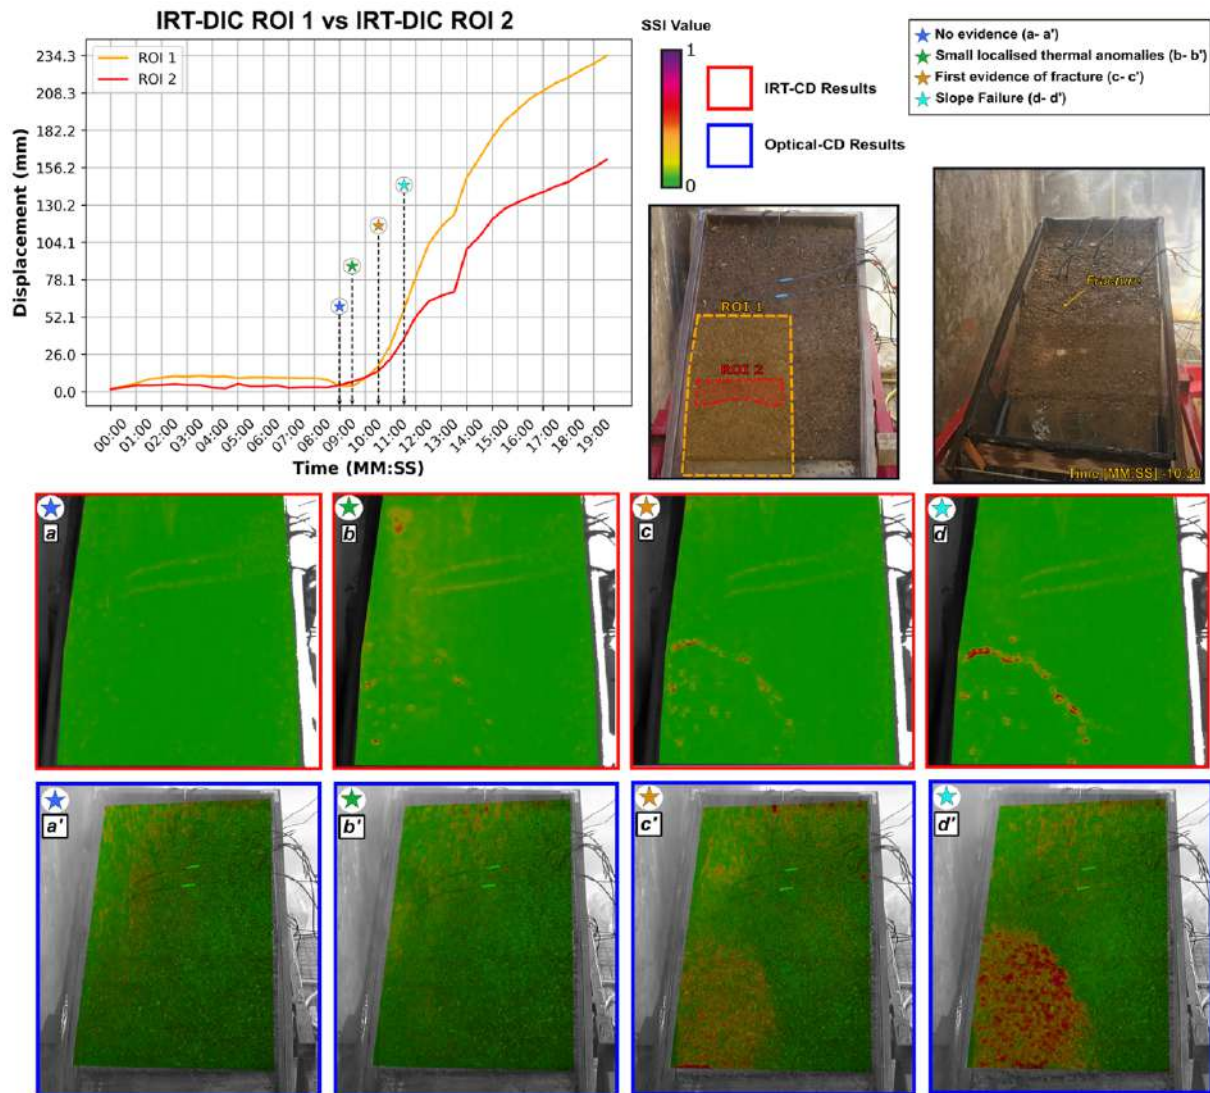 IRT-DIC ROI 1 vs IRT-DIC ROI 2
ROI 1
ROI 2
234.3
208.3
182.2
156.2
130.2
104.1
78.1
52.1
26.0
0.0
Displacement (mm)
00:00
01:00
02:00
03:00
04:00
05:00
06:00
07:00
08:00
09:00
10:00
11:00
12:00
13:00
14:00
15:00
16:00
17:00
18:00
19:00
Time (MM:SS)
SSI Value
1
0
IRT-CD Results
Optical-CD Results
No evidence (a- a')
Small localised thermal anomalies (b- b')
First evidence of fracture (c- c')
Slope Failure (d- d')
ROI 1
ROI 2
Fracture
Time [MM:SS]-10:30
a
b
c
d
a'
b'
c'
d'